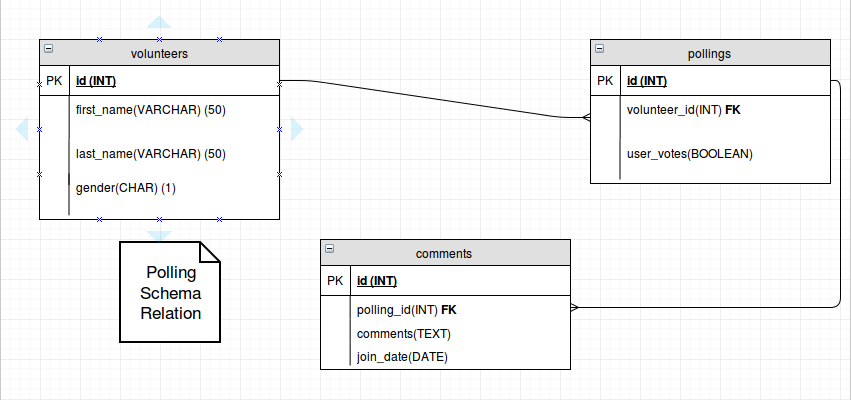 volunteers
PK id (INT)
first_name(VARCHAR) (50)
last_name(VARCHAR) (50)
gender(CHAR) (1)
pollings
PK id (INT)
volunteer_id(INT) FK
user_votes(BOOLEAN)
Polling
Schema
Relation
comments
PK id (INT)
polling_id(INT) FK
comments(TEXT)
join_date(DATE)